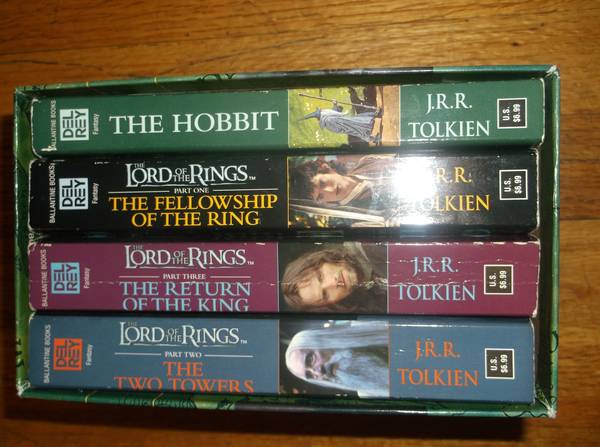 BALLANTINE BOOKS
DEL
REY
Fantasy
THE HOBBIT
J.R.R.
TOLKIEN
U.S.
$6.99
BALLANTINE BOOKS
DEL
REY
Fantasy
THE
LORD OF THE RINGS™
PART ONE
THE FELLOWSHIP
OF THE RING
J.R.R.
TOLKIEN
U.S.
$6.99
BALLANTINE BOOKS
DEL
REY
Fantasy
THE
LORD OF THE RINGS™
PART THREE
THE RETURN
OF THE KING
J.R.R.
TOLKIEN
U.S.
$6.99
BALLANTINE BOOKS
DEL
REY
Fantasy
THE
LORD OF THE RINGS™
PART TWO
THE
TWO TOWERS
J.R.R.
TOLKIEN
U.S.
$6.99